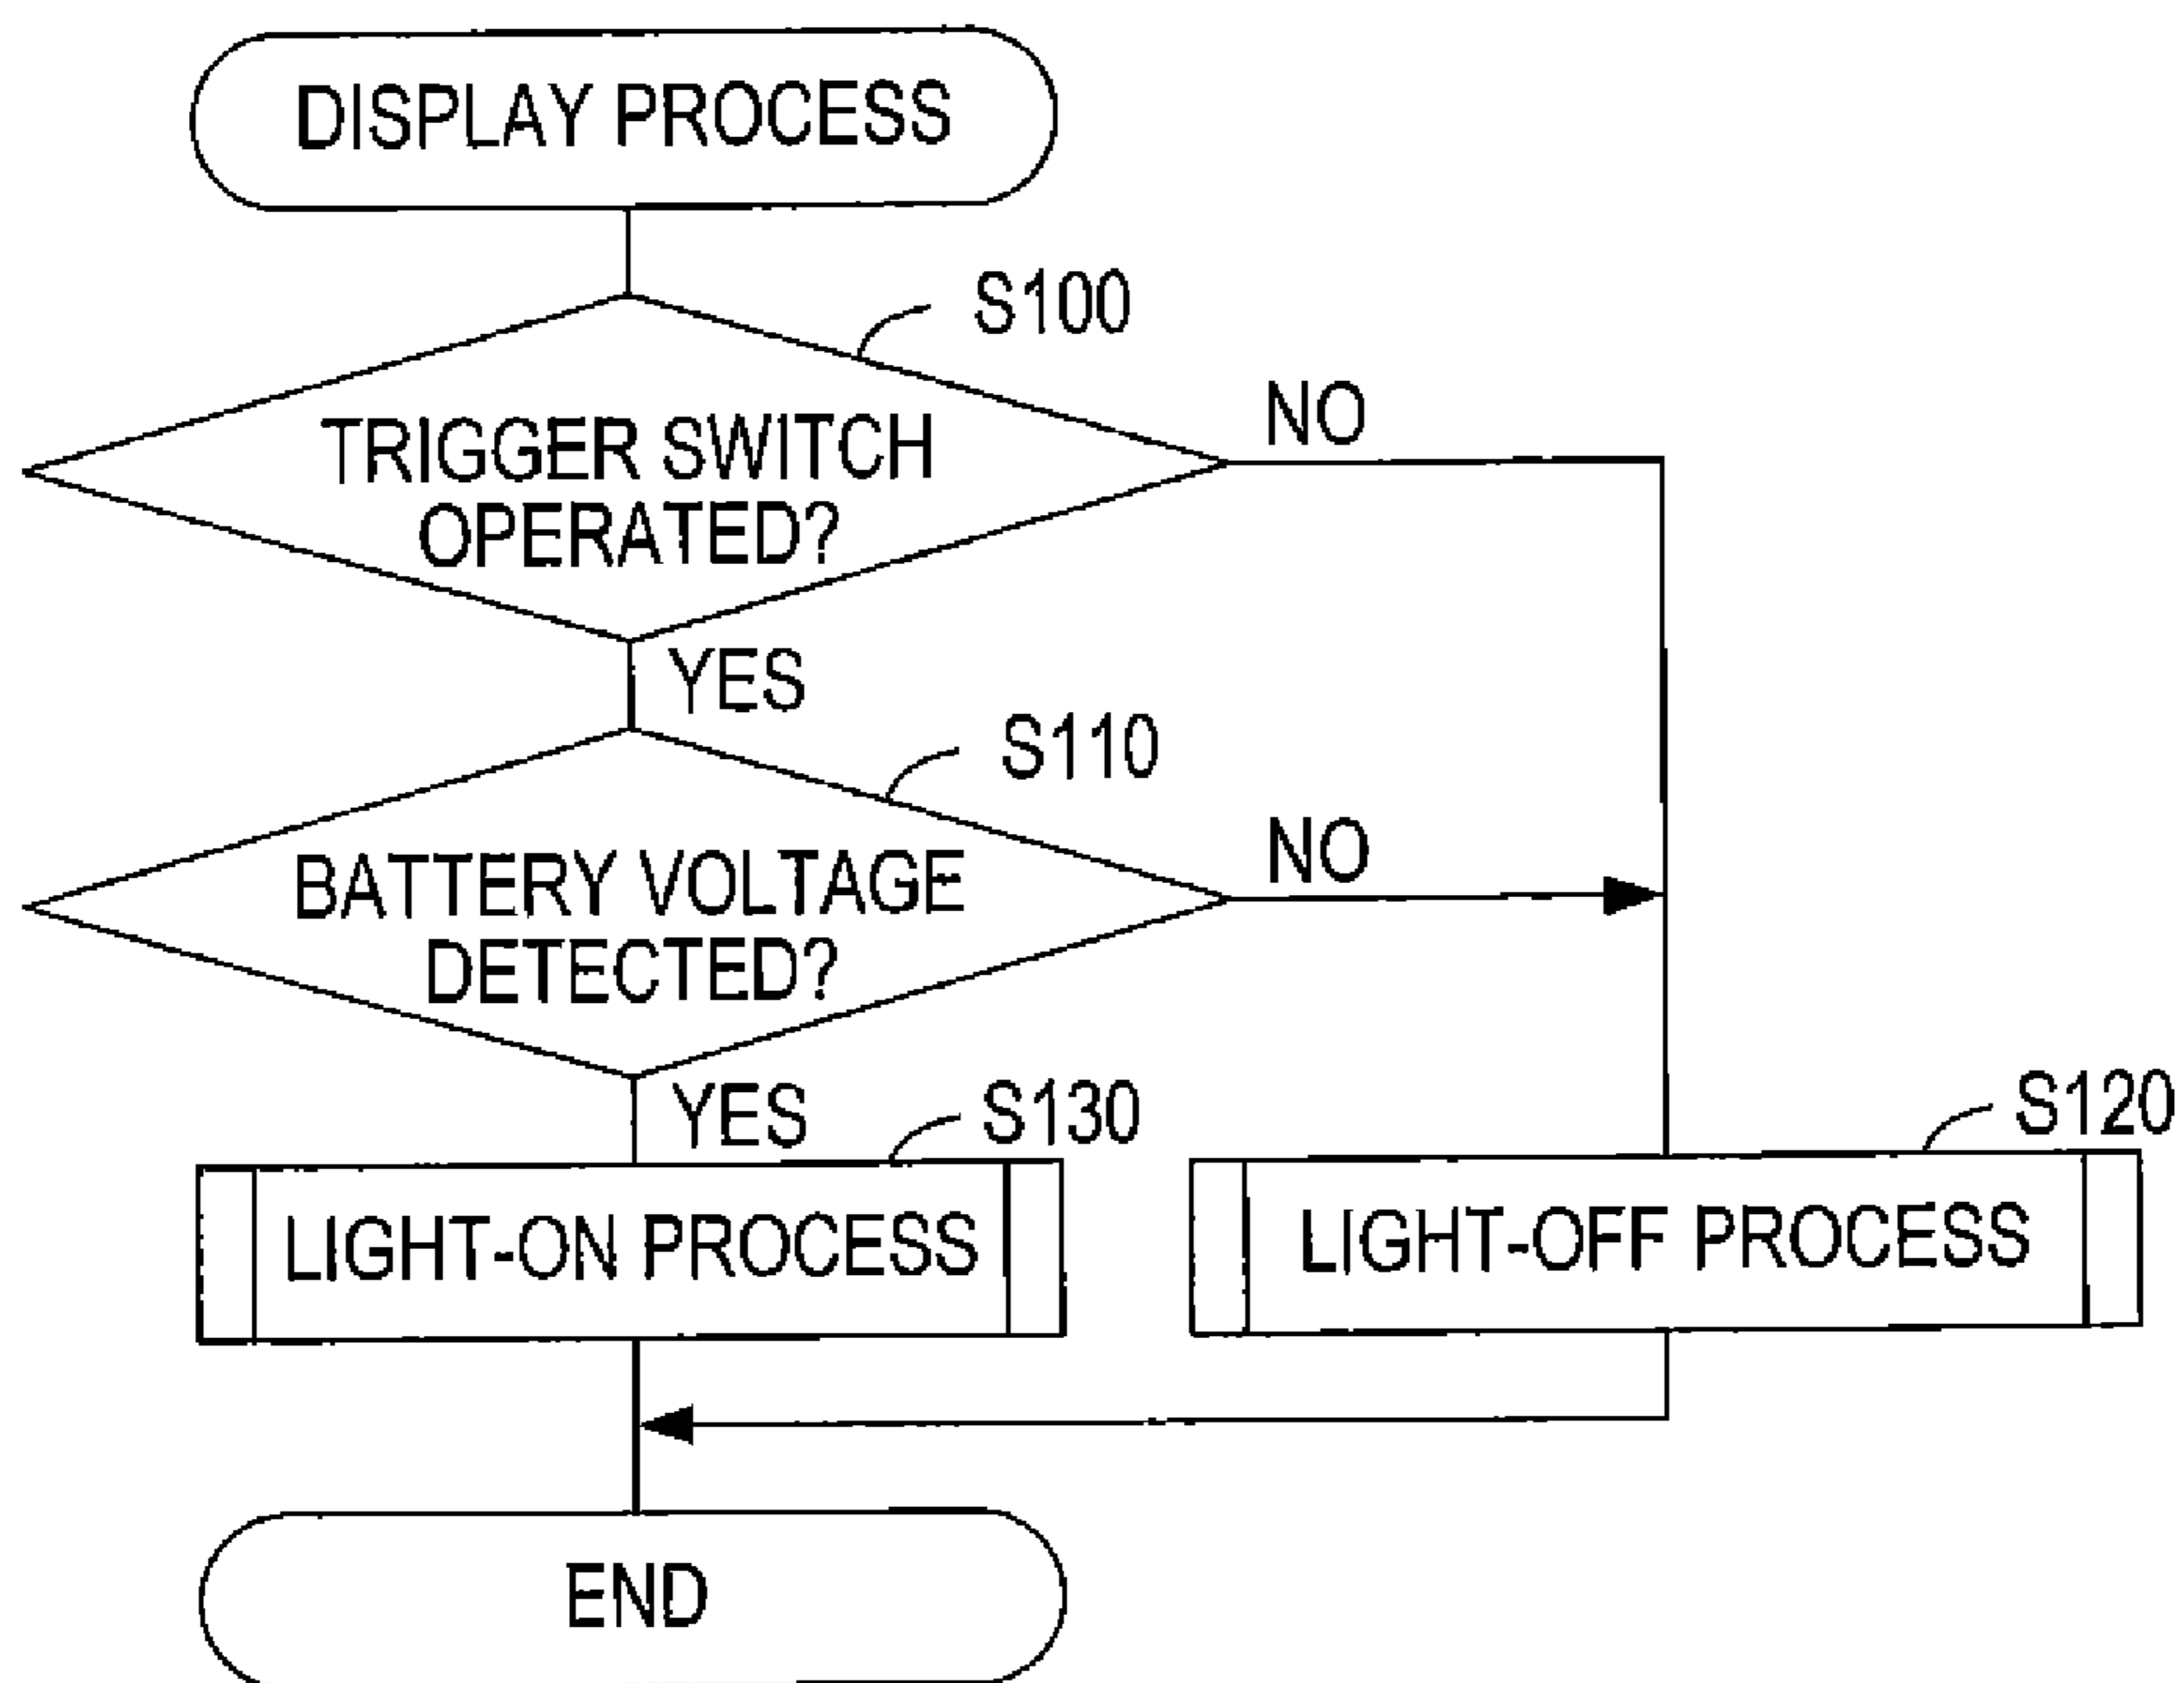 DISPLAY PROCESS
S100
TRIGGER SWITCH
OPERATED?
NO
YES
S110
BATTERY VOLTAGE
DETECTED?
NO
YES
S130
S120
LIGHT-ON PROCESS
LIGHT-OFF PROCESS
END